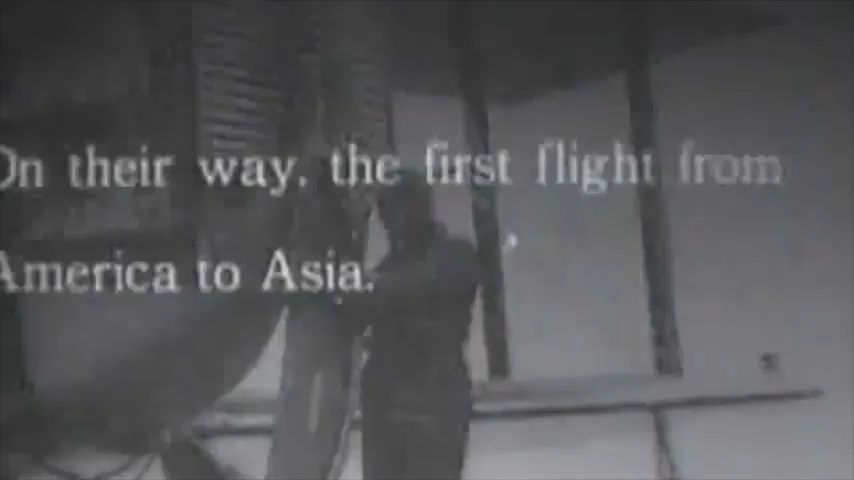 On their way, the first flight from
America to Asia.